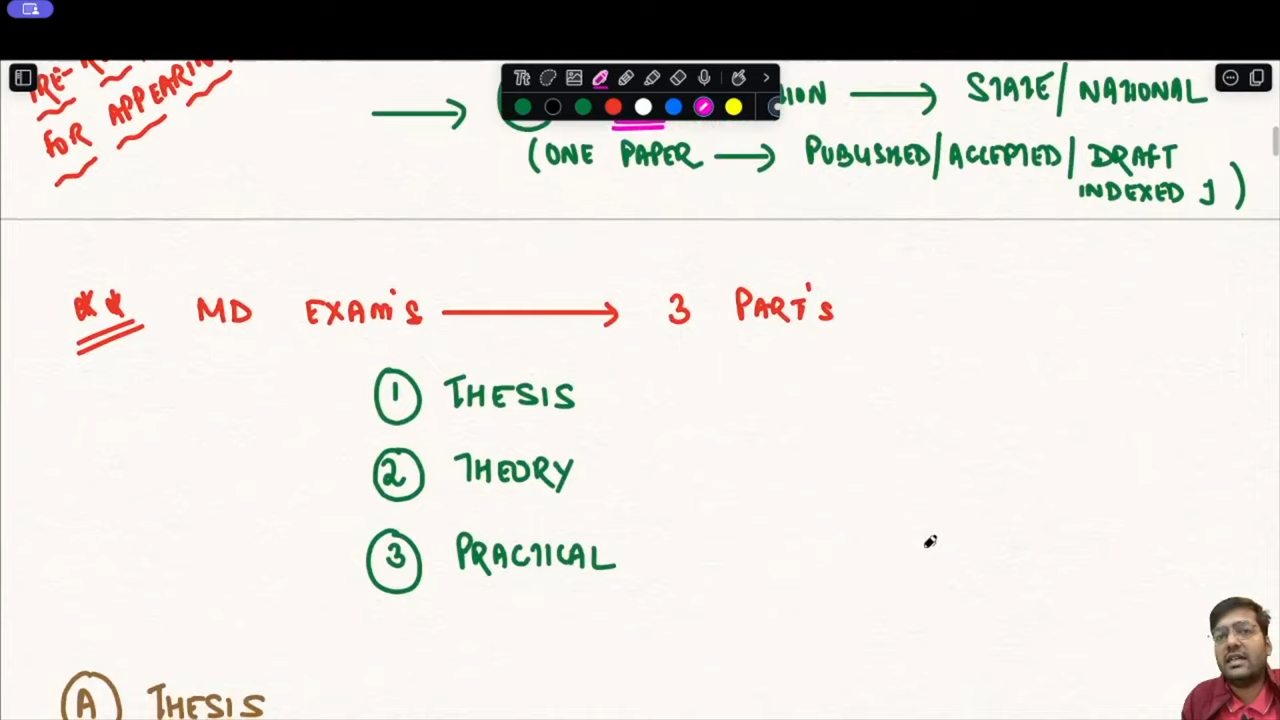 FOR APPEARING
→ ION → STATE/ NATIONAL
(ONE PAPER → PUBLISHED/ACCEPTED/ DRAFT
INDEXED J)
** MD EXAM'S → 3 PART'S
1 THESIS
2 THEORY
3 PRACTICAL
A THESIS